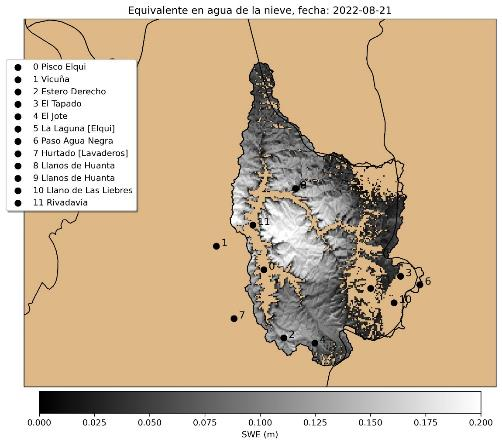 Equivalente en agua de la nieve, fecha: 2022-08-21
0 Pisco Elqui
1 Vicuña
2 Estero Derecho
3 El Tapado
4 El Jote
5 La Laguna [Elqui]
6 Paso Agua Negra
7 Hurtado [Lavaderos]
8 Llanos de Huanta
9 Llanos de Huanta
10 Llano de Las Liebres
11 Rivadavia
11
1
0
3
6
10
7
2
4
0.000 0.025 0.050 0.075 0.100 0.125 0.150 0.175 0.200
SWE (m)